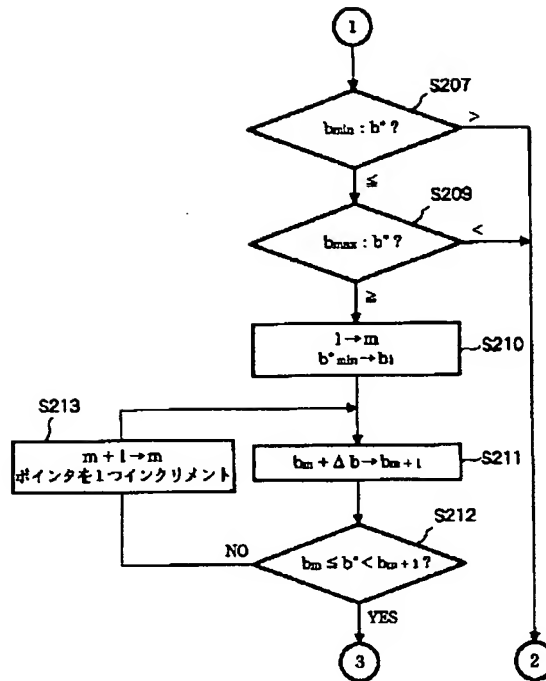 1
S207
bmin : b* ?
>
≦
S209
bmax : b* ?
<
≧
1→m
b*min→b1
S210
S213
m+1→m
ポインタを1つインクリメント
bm+Δb→bm+1
S211
S212
bm≤b*<bm+1?
NO
YES
3
2